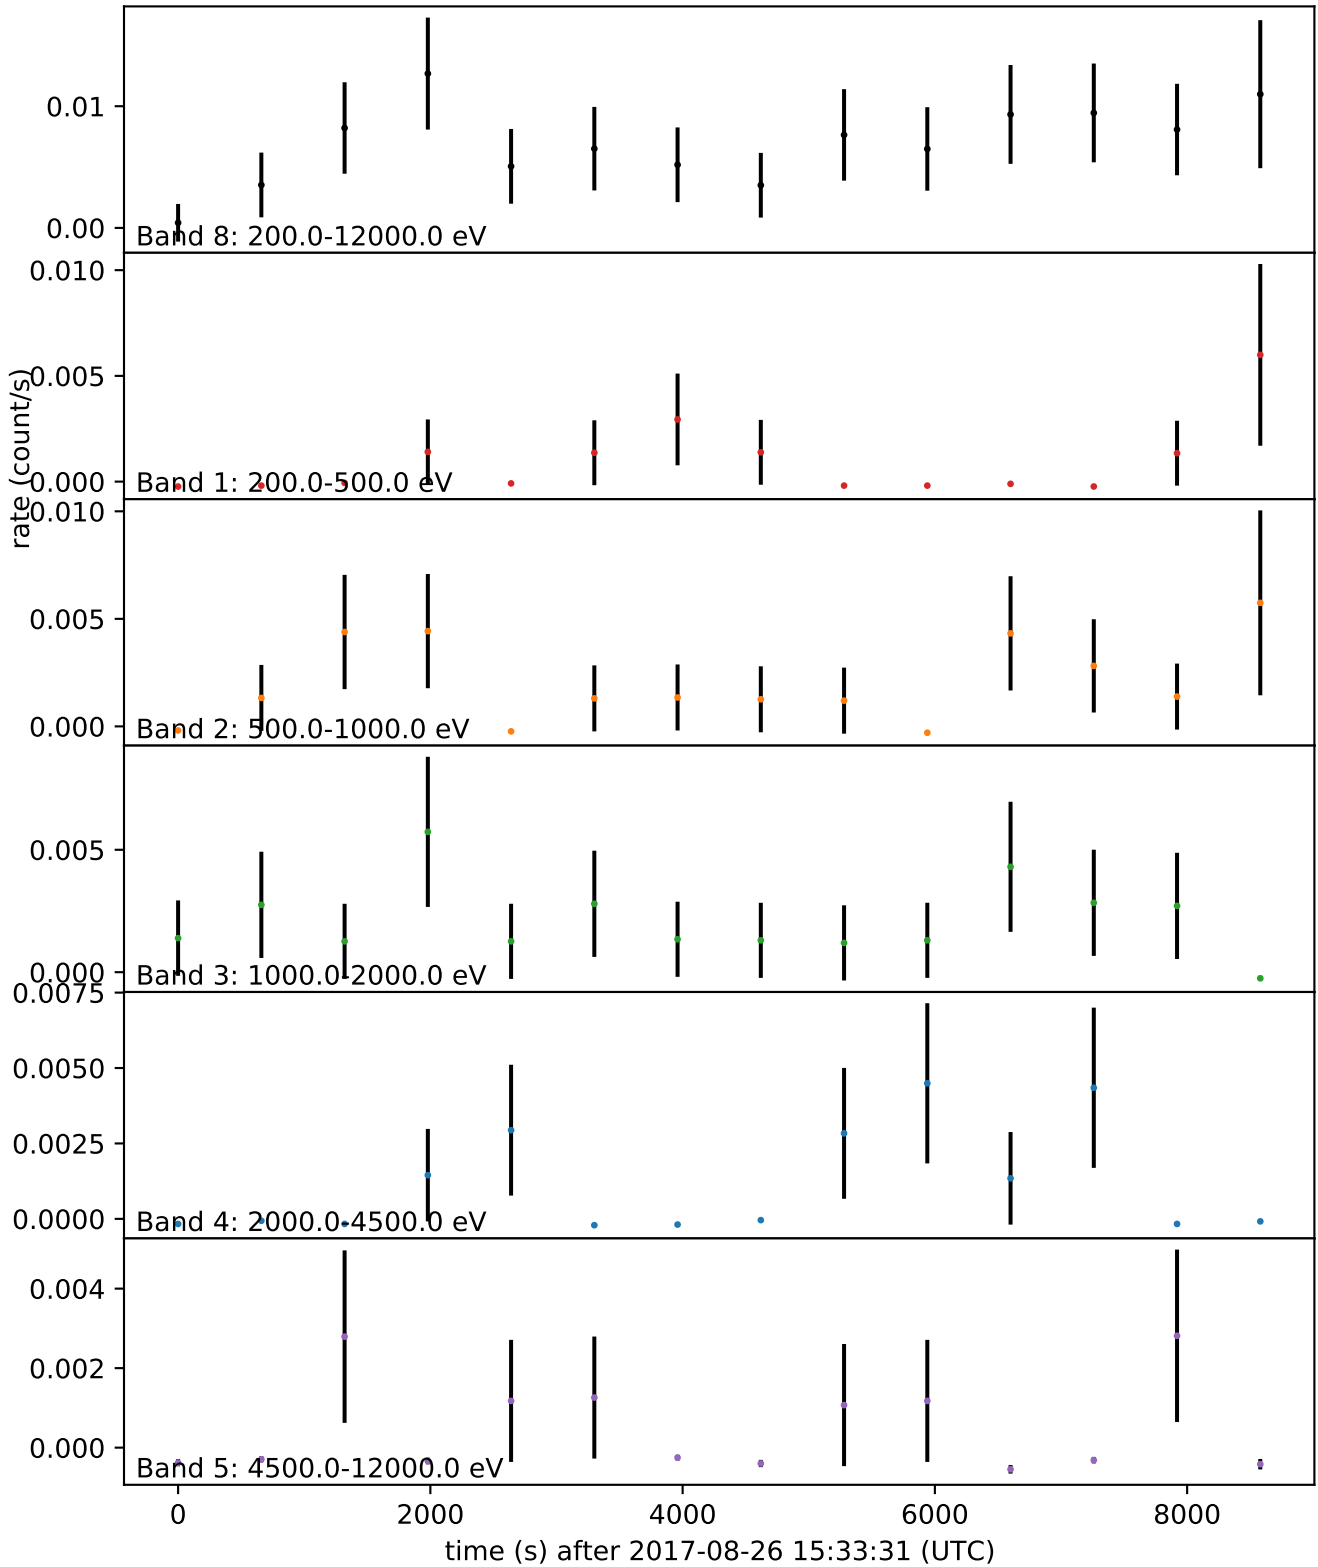 0.01
0.00
Band 8: 200.0-12000.0 eV
0.010
0.005
0.000
Band 1: 200.0-500.0 eV
rate (count/s)
0.010
0.005
0.000
Band 2: 500.0-1000.0 eV
0.005
0.000
Band 3: 1000.0-2000.0 eV
0.0075
0.0050
0.0025
0.0000
Band 4: 2000.0-4500.0 eV
0.004
0.002
0.000
Band 5: 4500.0-12000.0 eV
0 2000 4000 6000 8000
time (s) after 2017-08-26 15:33:31 (UTC)